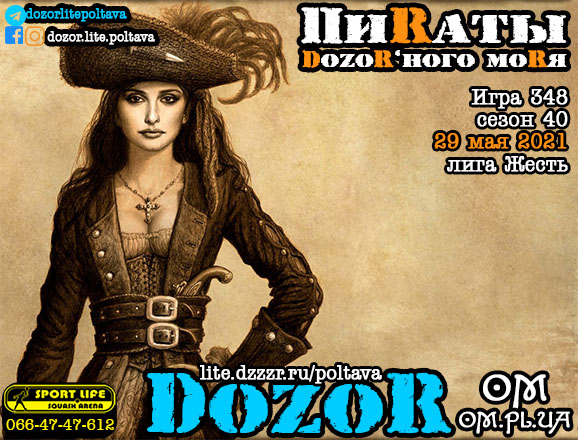 dozorlitepoltava
dozor.lite.poltava
ПиRаты
DozoR'ного моRя
Игра 348
сезон 40
29 мая 2021
лига Жесть
lite.dzzzr.ru/poltava
DozoR
SPORT LIFE
SQUASH ARENA
066-47-47-612
OM
OM.PL.UA